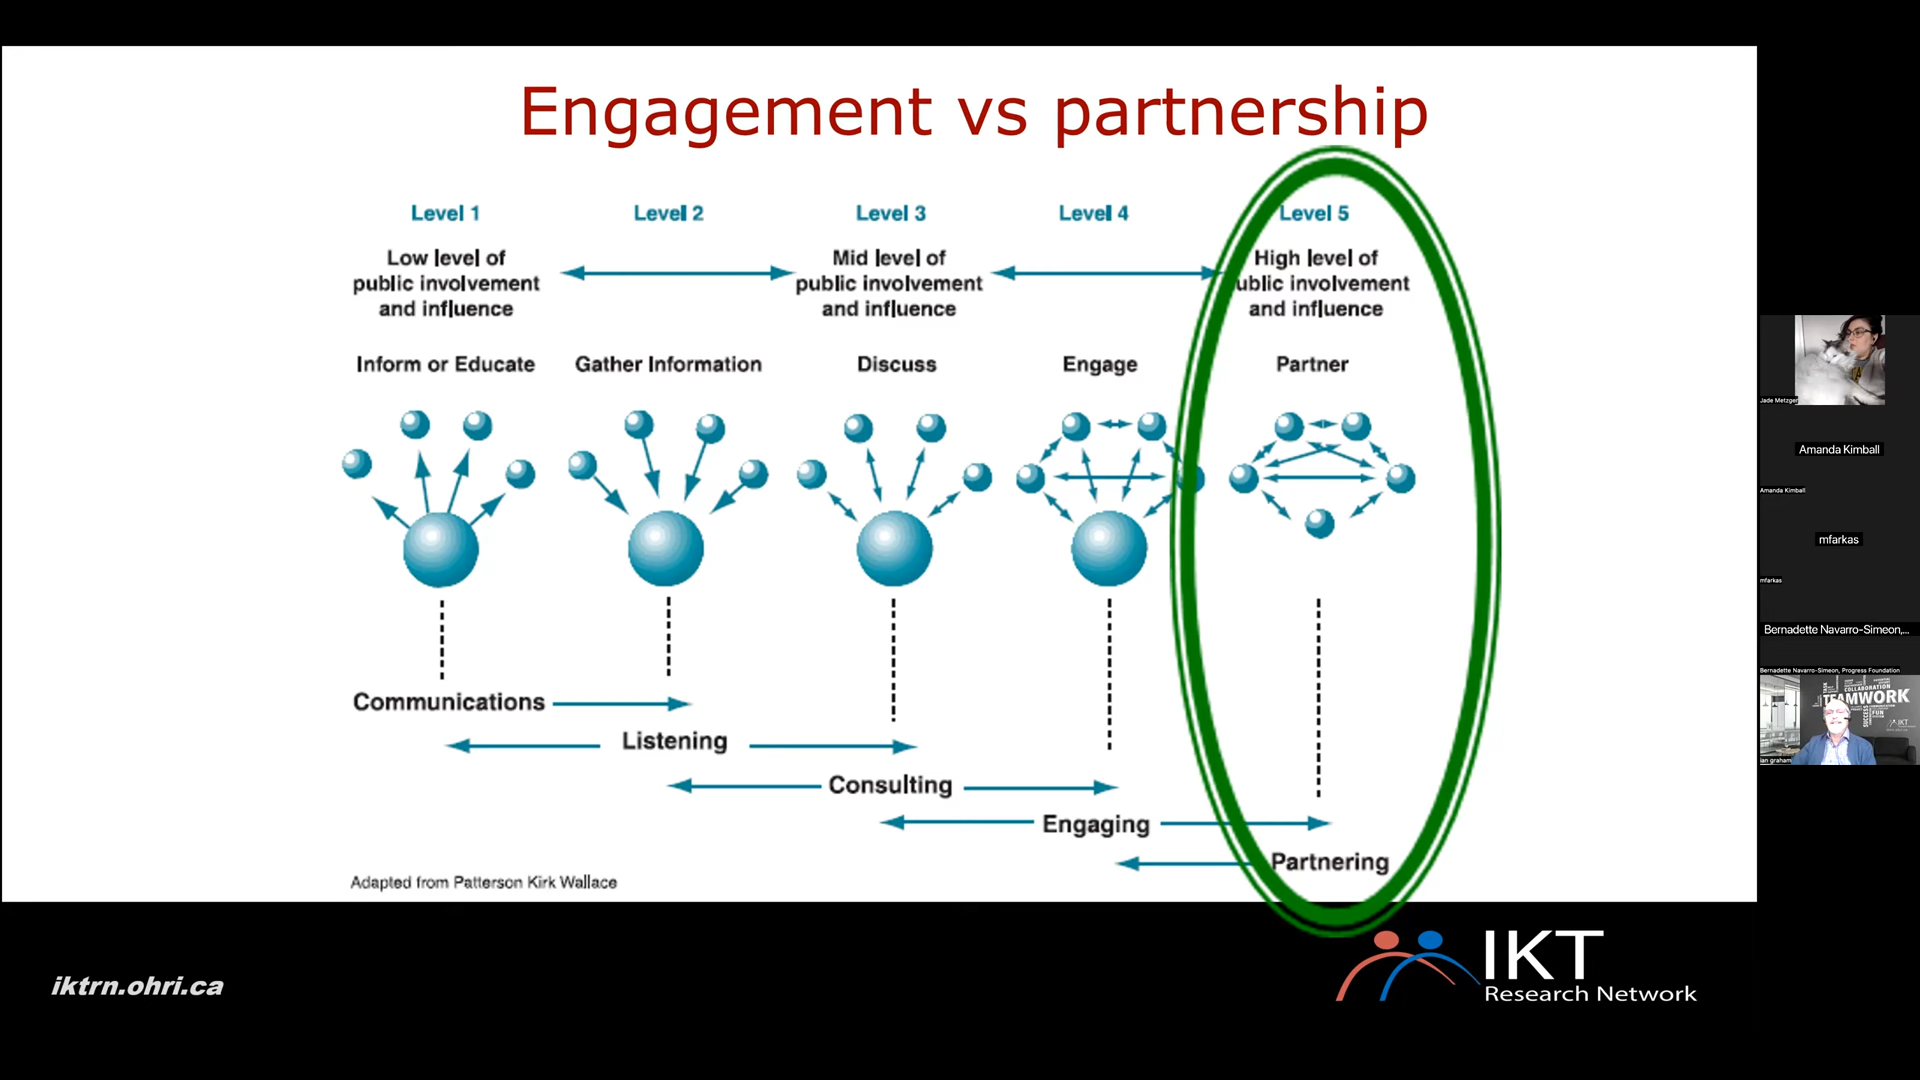 Engagement vs partnership
Level 1
Level 2
Level 3
Level 4
Level 5
Low level of
public involvement
and influence
Mid level of
public involvement
and influence
High level of
ublic involvement
and influence
Inform or Educate
Gather Information
Discuss
Engage
Partner
Communications
Listening
Consulting
Engaging
Partnering
Adapted from Patterson Kirk Wallace
iktrn.ohri.ca
IKT
Research Network
Jade Metzger
Amanda Kimball
Amanda Kimball
mfarkas
mfarkas
Bernadette Navarro-Simeon,...
Bernadette Navarro-Simeon, Progress Foundation
COLLABORATION
TEAMWORK
SUCCESS
FUN
IKT
ian graham